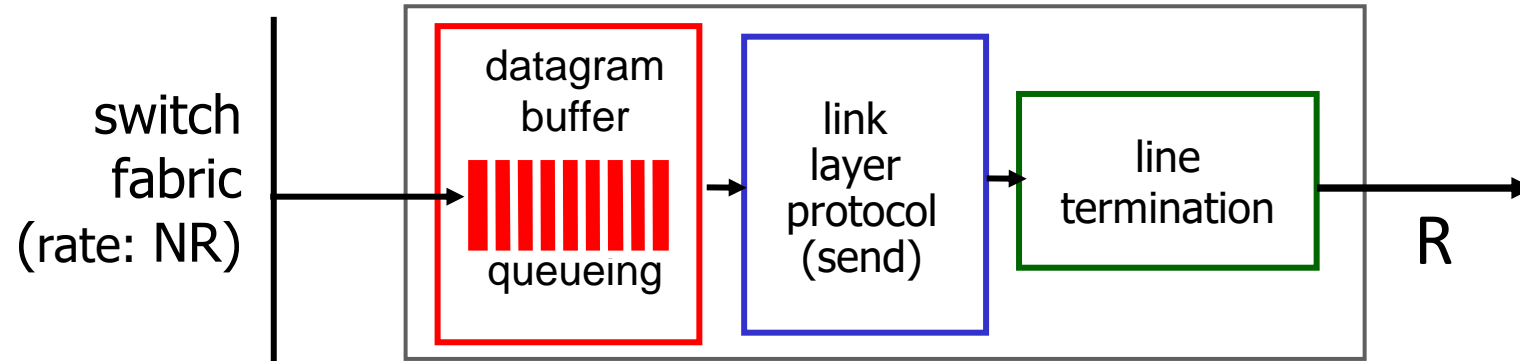 switch
fabric
(rate: NR)
datagram
buffer
queueing
link
layer
protocol
(send)
line
termination
R